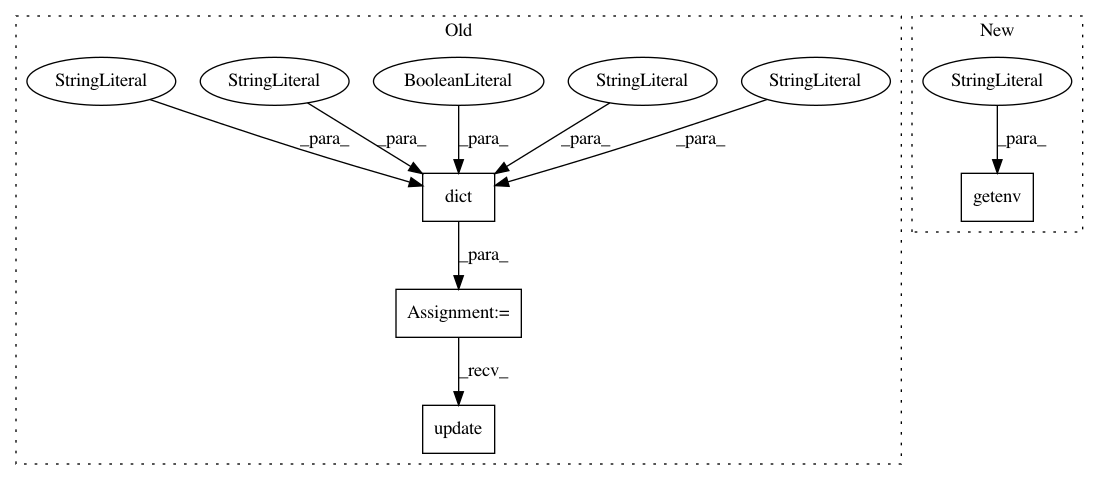 Old
New
StringLiteral
StringLiteral
BooleanLiteral
StringLiteral
StringLiteral
StringLiteral
_para_
_para_
_para_
_para_
_para_
_para_
dict
getenv
_para_
Assignment:=
_recv_
update